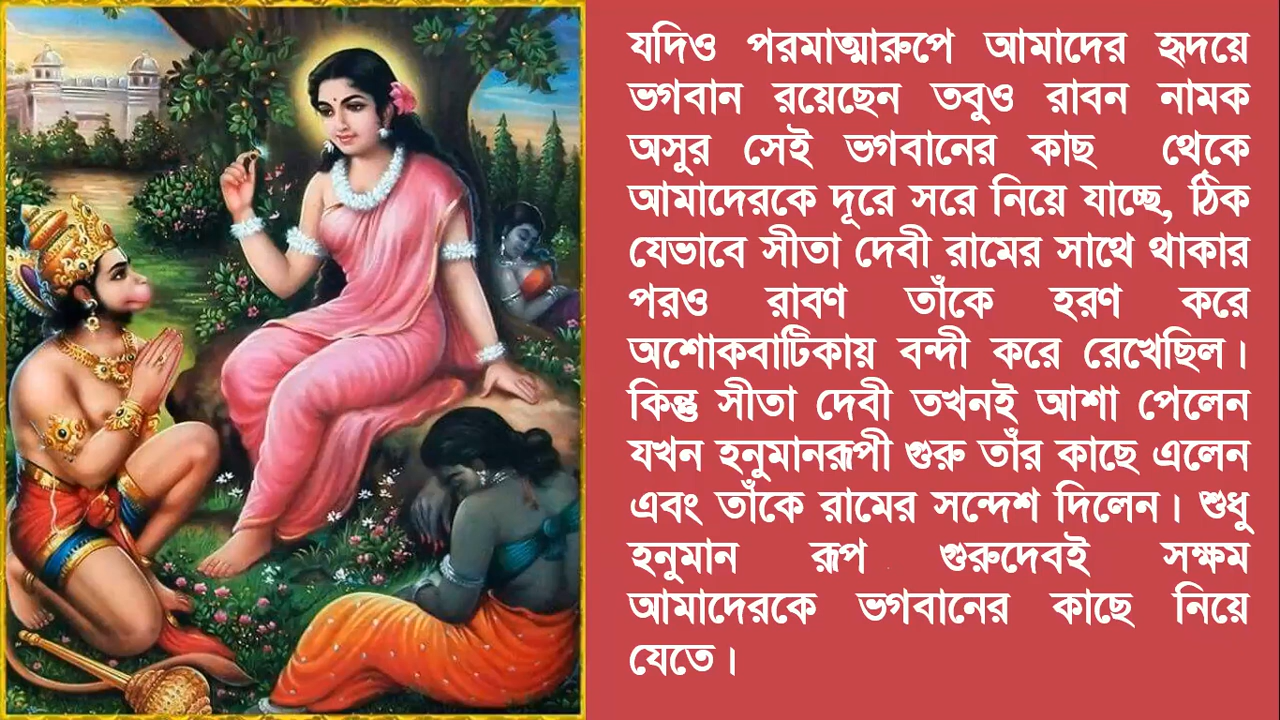 যদিও পরমাত্মারুপে আমাদের হৃদয়ে
ভগবান রয়েছেন তবুও রাবন নামক
অসুর সেই ভগবানের কাছ থেকে
আমাদেরকে দূরে সরে নিয়ে যাচ্ছে, ঠিক
যেভাবে সীতা দেবী রামের সাথে থাকার
পরও রাবণ তাঁকে হরণ করে
অশোকবাটিকায় বন্দী করে রেখেছিল।
কিন্তু সীতা দেবী তখনই আশা পেলেন
যখন হনুমানরূপী গুরু তাঁর কাছে এলেন
এবং তাঁকে রামের সন্দেশ দিলেন। শুধু
হনুমান রূপ গুরুদেবই সক্ষম
আমাদেরকে ভগবানের কাছে নিয়ে
যেতে।